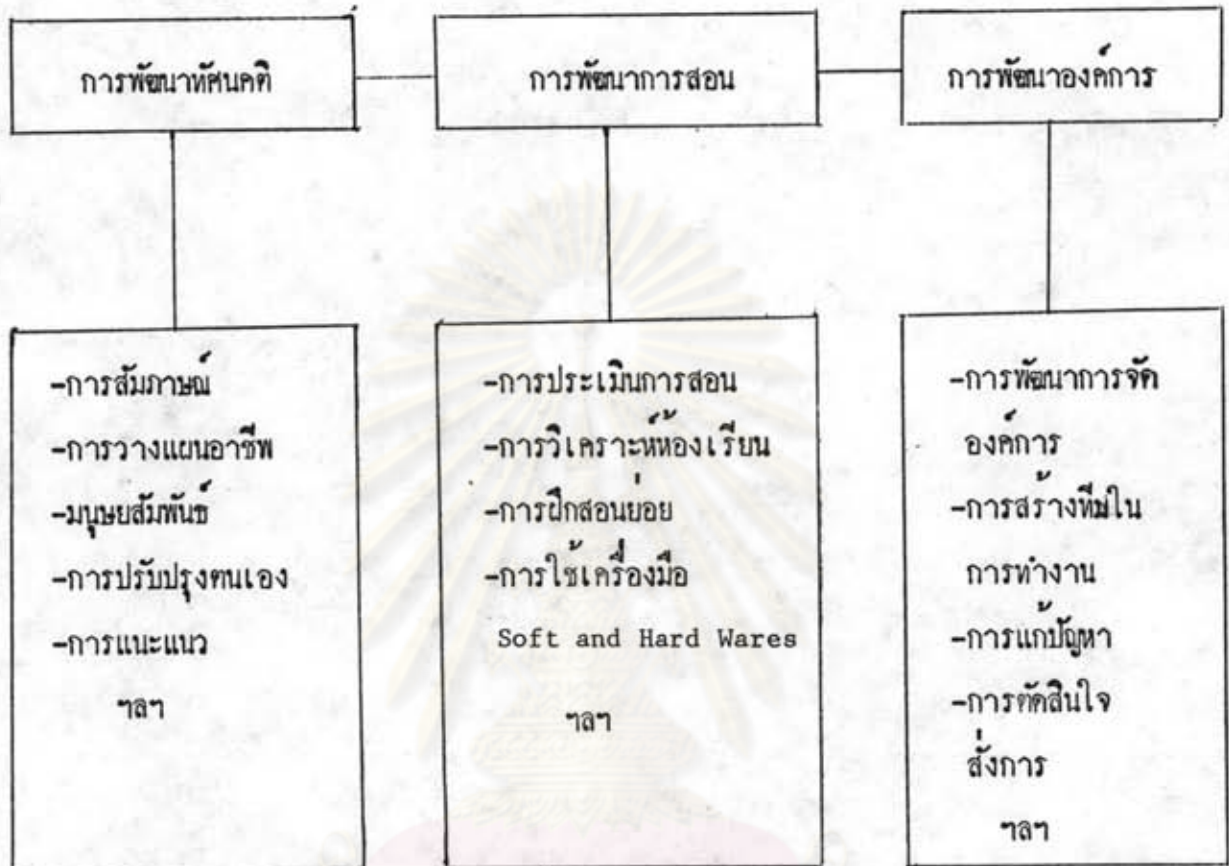 การพัฒนาทัศนคติ
การพัฒนาการสอน
การพัฒนาองค์การ
-การสัมภาษณ์
-การวางแผนอาชีพ
-มนุษยสัมพันธ์
-การปรับปรุงตนเอง
-การแนะแนว
ฯลฯ
-การประเมินการสอน
-การวิเคราะห์ห้องเรียน
-การฝึกสอนย่อย
-การใช้เครื่องมือ
Soft and Hard Wares
ฯลฯ
-การพัฒนาการจัด
องค์การ
-การสร้างทีมใน
การทำงาน
-การแก้ปัญหา
-การตัดสินใจ
สั่งการ
ฯลฯ